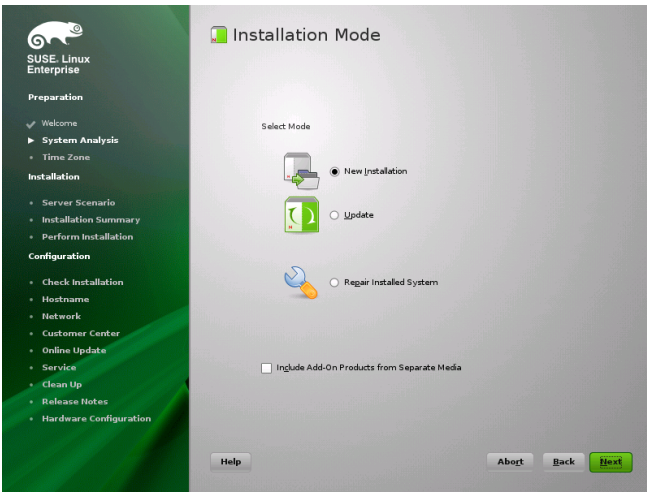 SUSE. Linux
Enterprise
Preparation
Welcome
System Analysis
Time Zone
Installation
Server Scenario
Installation Summary
Perform Installation
Configuration
Check Installation
Hostname
Network
Customer Center
Online Update
Service
Clean Up
Release Notes
Hardware Configuration
Installation Mode
Select Mode
New Installation
Update
Repair Installed System
Include Add-On Products from Separate Media
Help
Abort
Back
Next